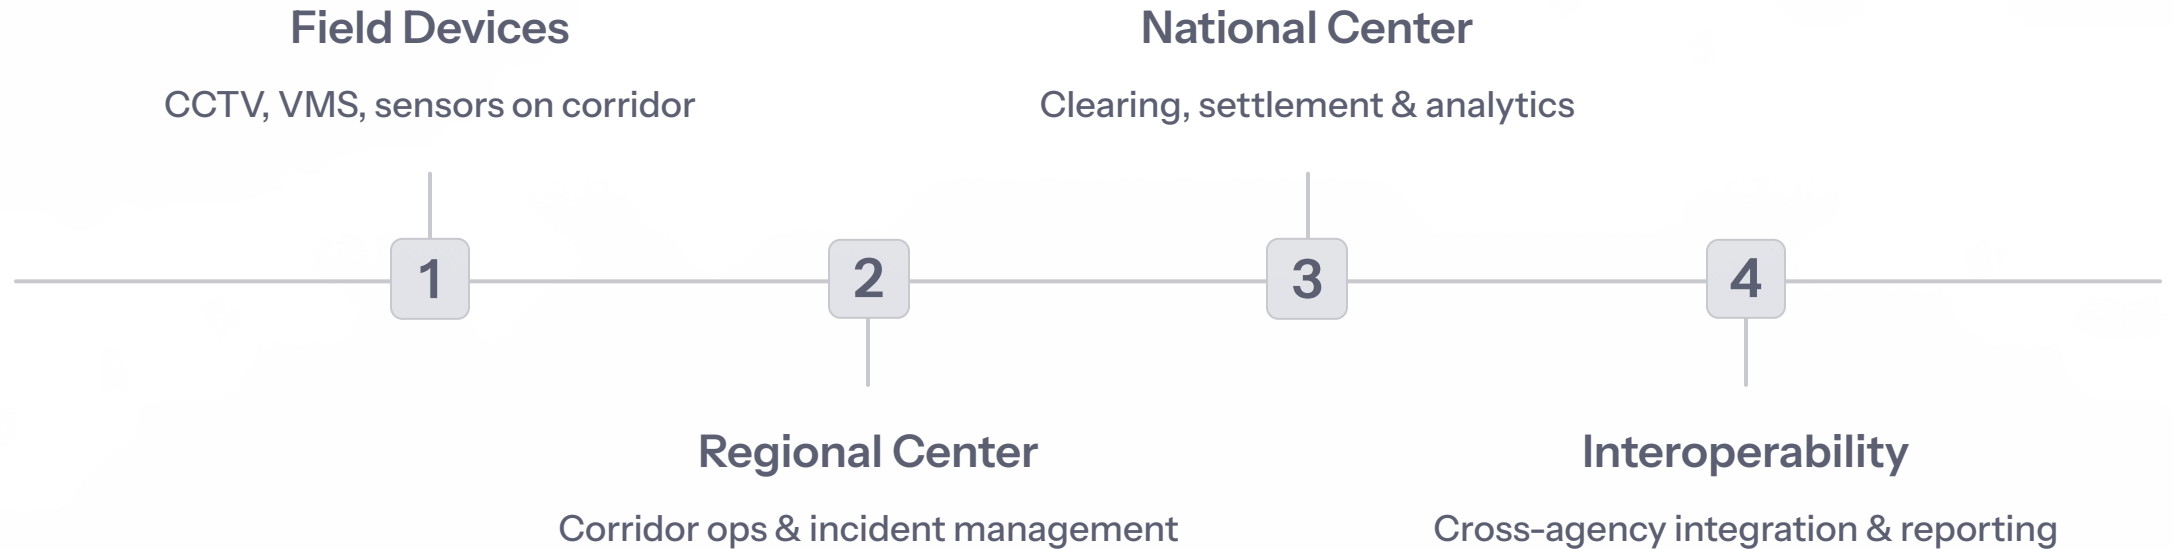 Field Devices
CCTV, VMS, sensors on corridor
National Center
Clearing, settlement & analytics
1
2
3
4
Regional Center
Corridor ops & incident management
Interoperability
Cross-agency integration & reporting